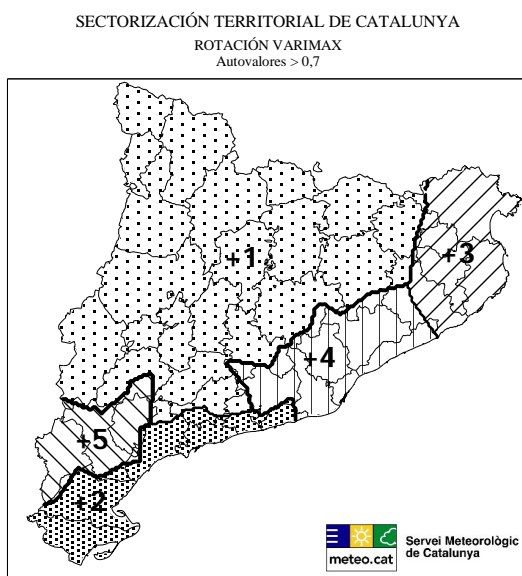 SECTORIZACIÓN TERRITORIAL DE CATALUNYA
ROTACIÓN VARIMAX
Autovalores > 0,7
+1
+3
+4
+5
+2
Servei Meteorològic
de Catalunya
meteo.cat